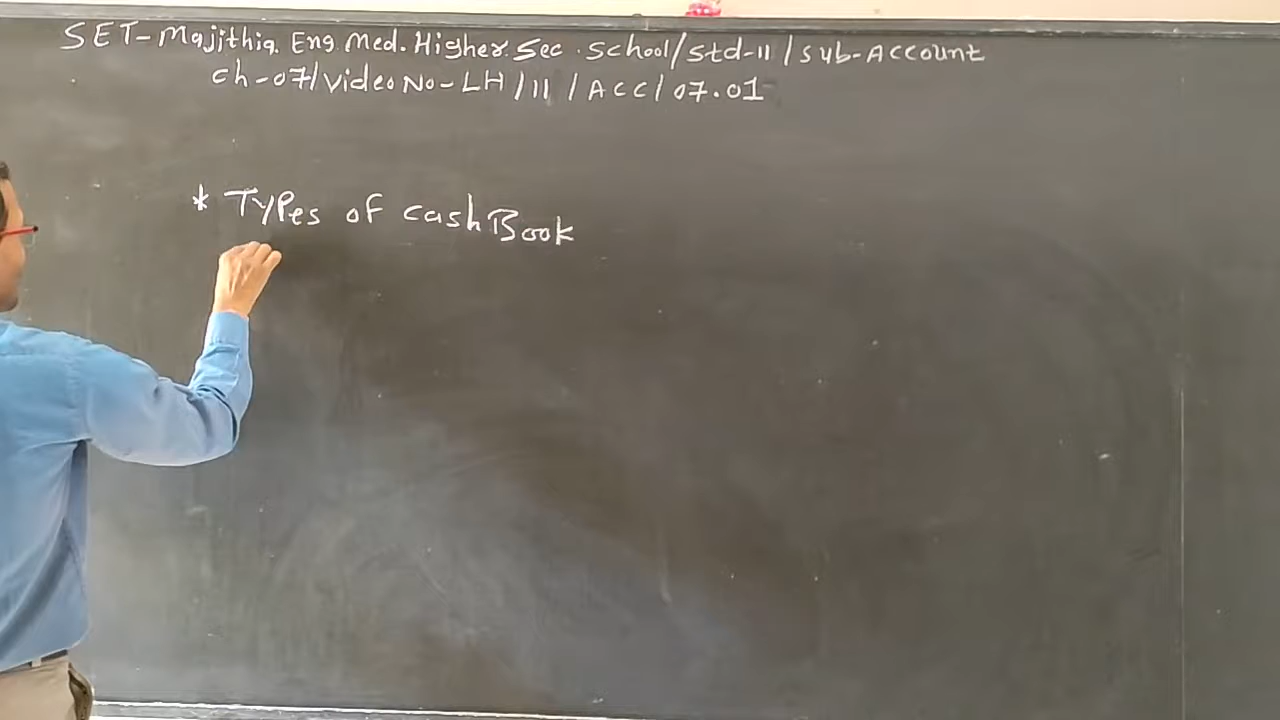 SET-Majithia Eng Med. Higher Sec. School/Std-11/Sub-Account
Ch-07/Video No-LH/11/ACC/07.01
* Types of cash Book